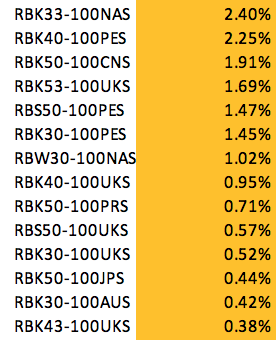 RBK33-100NAS 2.40%
RBK40-100PES 2.25%
RBK50-100CNS 1.91%
RBK53-100UKS 1.69%
RBS50-100PES 1.47%
RBK30-100PES 1.45%
RBW30-100NAS 1.02%
RBK40-100UKS 0.95%
RBK50-100PRS 0.71%
RBS50-100UKS 0.57%
RBK30-100UKS 0.52%
RBK50-100JPS 0.44%
RBK30-100AUS 0.42%
RBK43-100UKS 0.38%